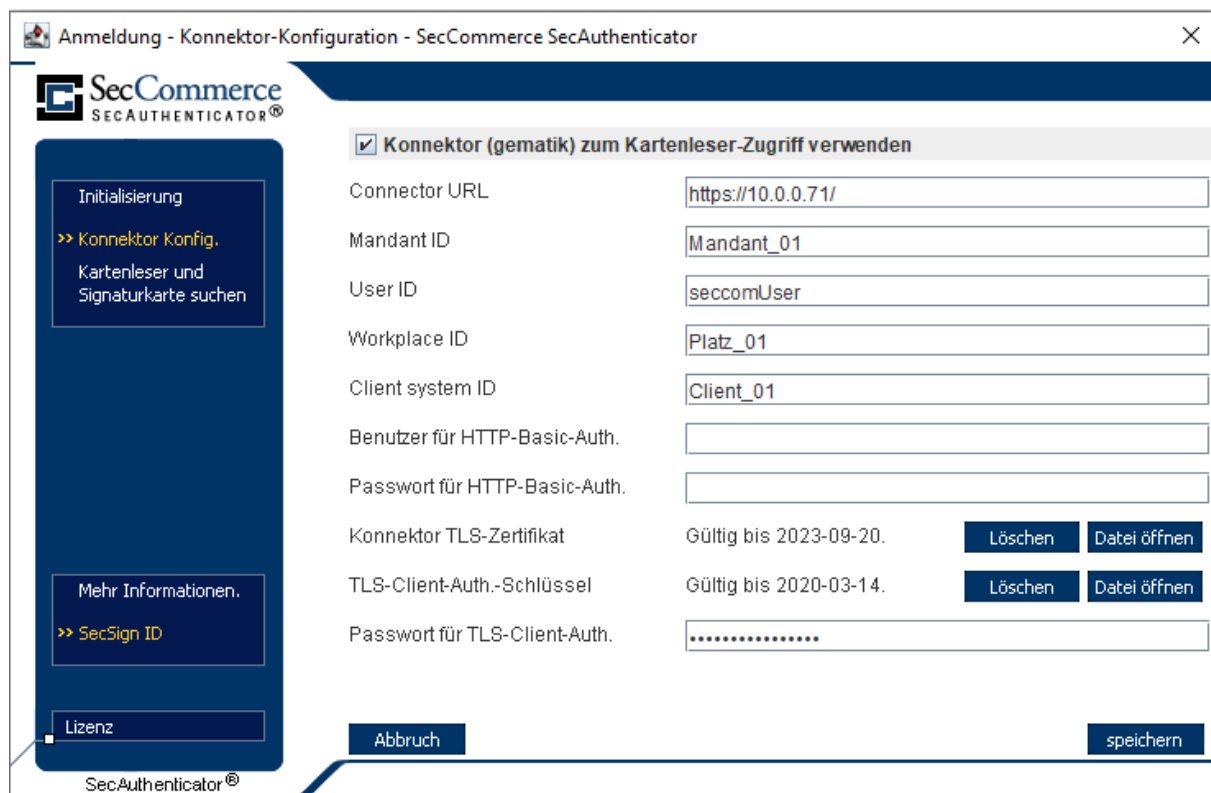 Anmeldung - Konnektor-Konfiguration - SecCommerce SecAuthenticator
SecCommerce
SECAUTHENTICATOR®
Initialisierung
>> Konnektor Konfig.
Kartenleser und
Signaturkarte suchen
Mehr Informationen.
>> SecSign ID
Lizenz
SecAuthenticator®
Konnektor (gematik) zum Kartenleser-Zugriff verwenden
Connector URL https://10.0.0.71/
Mandant ID Mandant_01
User ID seccomUser
Workplace ID Platz_01
Client system ID Client_01
Benutzer für HTTP-Basic-Auth.
Passwort für HTTP-Basic-Auth.
Konnektor TLS-Zertifikat Gültig bis 2023-09-20. Löschen Datei öffnen
TLS-Client-Auth.-Schlüssel Gültig bis 2020-03-14. Löschen Datei öffnen
Passwort für TLS-Client-Auth. ••••••••••••••••
Abbruch speichern